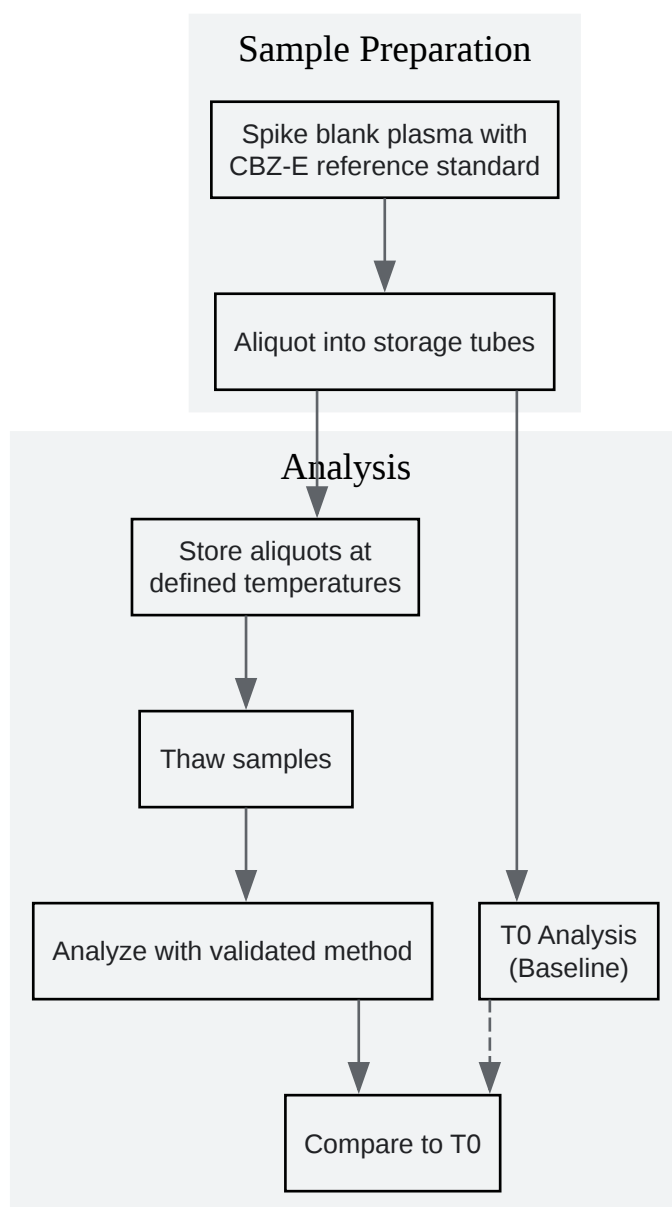 Sample Preparation
Spike blank plasma with
CBZ-E reference standard
Aliquot into storage tubes
Analysis
Store aliquots at
defined temperatures
Thaw samples
Analyze with validated method
T0 Analysis
(Baseline)
Compare to T0